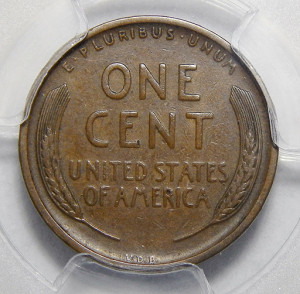 E·PLURIBUS·UNUM
ONE
CENT
UNITED STATES
OF AMERICA
V.D.B.